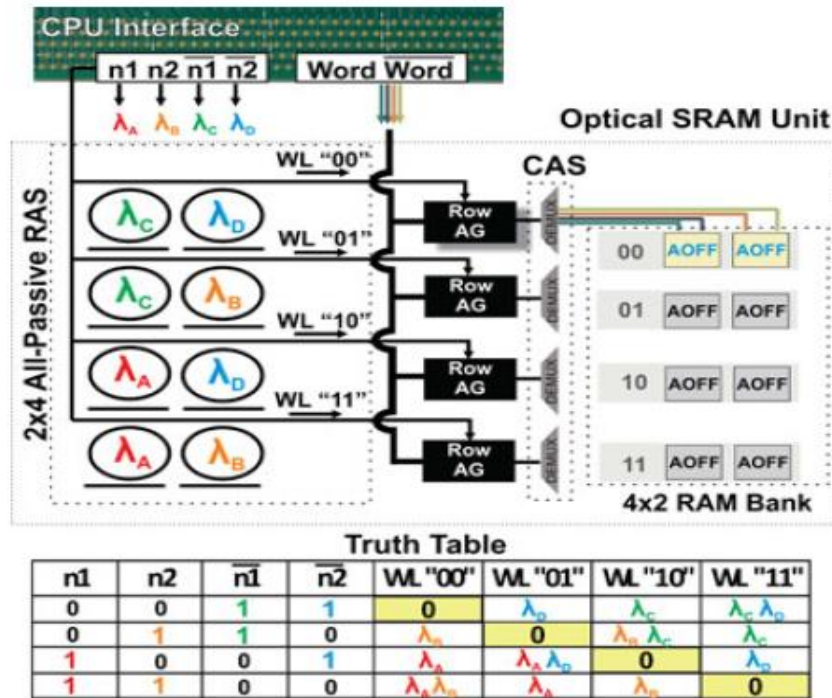 CPU Interface
n1 n2 n̅1̅ n̅2̅ Word W̅o̅r̅d̅
λA λB λC λD
Optical SRAM Unit
2x4 All-Passive RAS
WL "00"
CAS
λC λD
Row
AG
DEMUX
00 AOFF AOFF
WL "01"
λC λB
Row
AG
DEMUX
01 AOFF AOFF
WL "10"
λA λD
Row
AG
DEMUX
10 AOFF AOFF
WL "11"
λA λB
Row
AG
DEMUX
11 AOFF AOFF
4x2 RAM Bank
Truth Table
n1 n2 n̅1̅ n̅2̅ WL "00" WL "01" WL "10" WL "11"
0 0 1 1 0 λD λC λC λD
0 1 1 0 λB 0 λB λC λC
1 0 0 1 λA λA λD 0 λD
1 1 0 0 λA λB λA λB 0